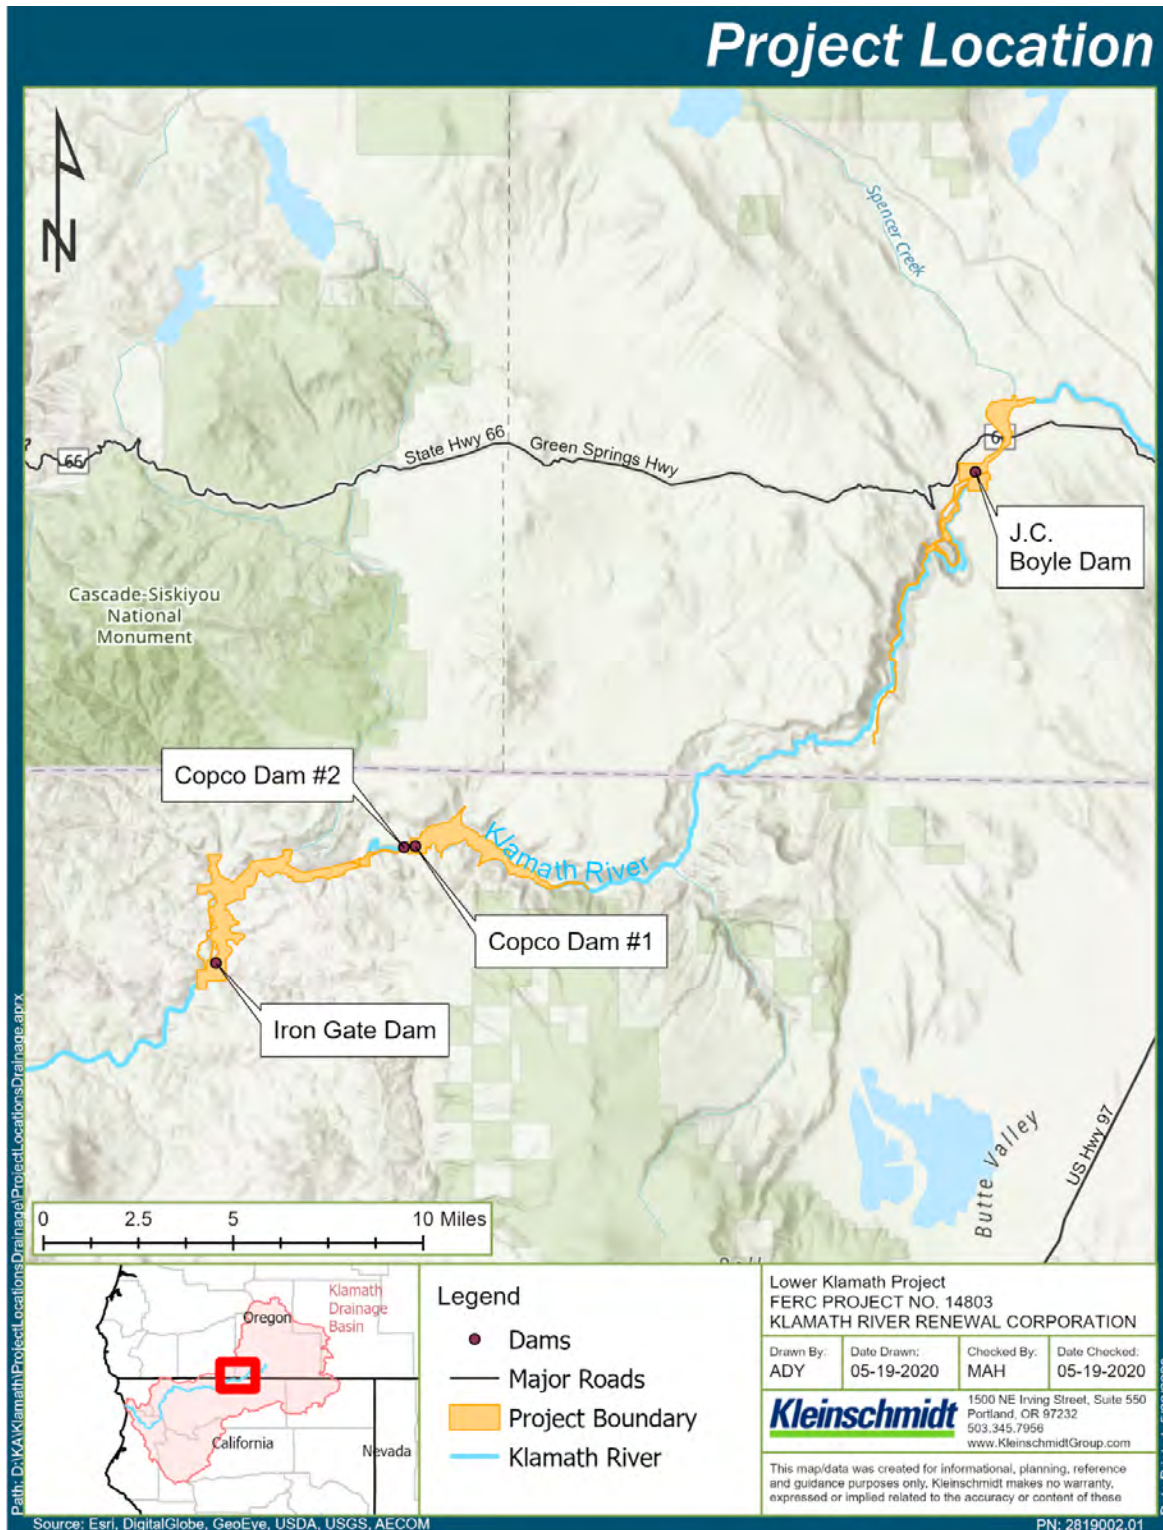 Project Location
N
Spencer Creek
66
State Hwy 66
Green Springs Hwy
6
J.C.
Boyle Dam
Cascade-Siskiyou
National
Monument
Copco Dam #2
Klamath River
Copco Dam #1
Iron Gate Dam
Butte Valley
US Hwy 97
0 2.5 5 10 Miles
Klamath
Drainage
Basin
Oregon
California
Nevada
Legend
Dams
Major Roads
Project Boundary
Klamath River
Lower Klamath Project
FERC PROJECT NO. 14803
KLAMATH RIVER RENEWAL CORPORATION
Drawn By: Date Drawn: Checked By: Date Checked:
ADY 05-19-2020 MAH 05-19-2020
Kleinschmidt
1500 NE Irving Street, Suite 550
Portland, OR 97232
503.345.7956
www.KleinschmidtGroup.com
This map/data was created for informational, planning, reference
and guidance purposes only. Kleinschmidt makes no warranty,
expressed or implied related to the accuracy or content of these
Path: D:\KA\Klamath\ProjectLocationsDrainage\ProjectLocationsDrainage.aprx
Source: Esri, DigitalGlobe, GeoEye, USDA, USGS, AECOM
PN: 2819002.01